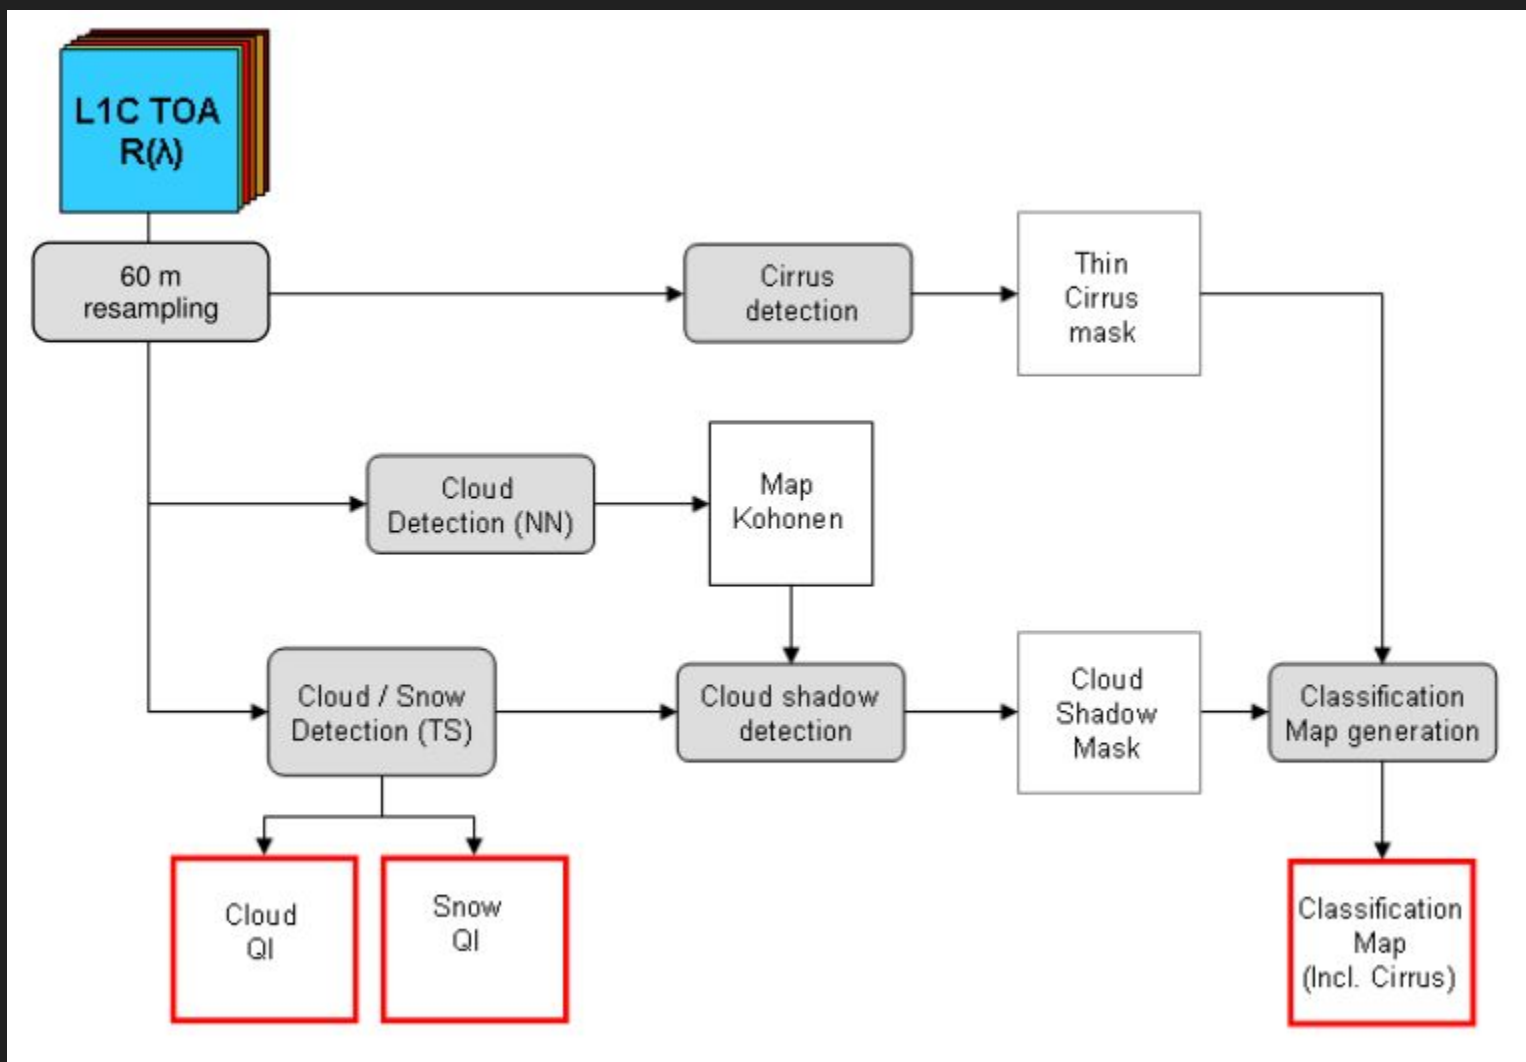 L1C TOA
R(λ)
60 m
resampling
Cirrus
detection
Thin
Cirrus
mask
Cloud
Detection (NN)
Map
Kohonen
Cloud / Snow
Detection (TS)
Cloud shadow
detection
Cloud
Shadow
Mask
Classification
Map generation
Cloud
QI
Snow
QI
Classification
Map
(Incl. Cirrus)